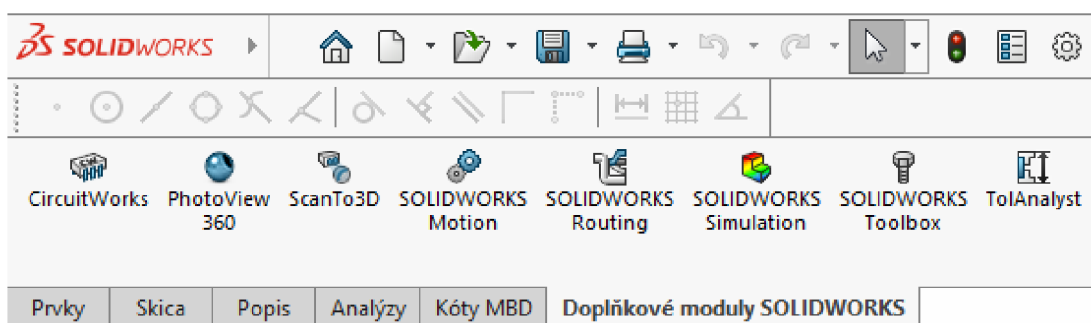 SOLIDWORKS
CircuitWorks PhotoView 360 ScanTo3D SOLIDWORKS Motion SOLIDWORKS Routing SOLIDWORKS Simulation SOLIDWORKS Toolbox TolAnalyst
Prvky Skica Popis Analýzy Kóty MBD Doplňkové moduly SOLIDWORKS